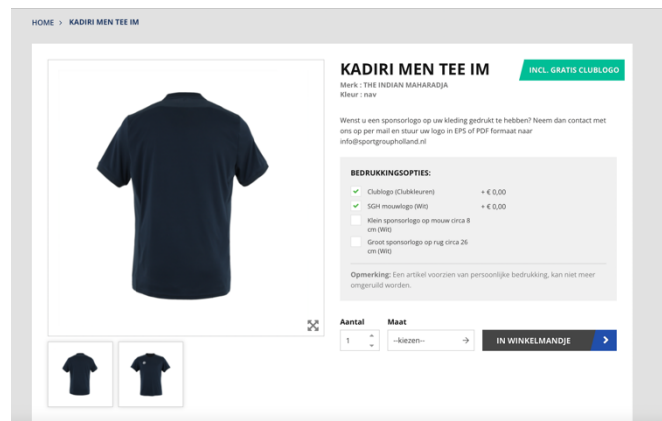 HOME > KADIRI MEN TEE IM
KADIRI MEN TEE IM
INCL. GRATIS CLUBLOGO
Merk : THE INDIAN MAHARADJA
Kleur : nav
Wenst u een sponsorlogo op uw kleding gedrukt te hebben? Neem dan contact met
ons op per mail en stuur uw logo in EPS of PDF formaat naar
info@sportgroupholland.nl
BEDRUKKINGSOPTIES:
Clublogo (Clubkleuren) + € 0,00
SGH mouwlogo (Wit) + € 0,00
Klein sponsorlogo op mouw circa 8
cm (Wit)
Groot sponsorlogo op rug circa 26
cm (Wit)
Opmerking: Een artikel voorzien van persoonlijke bedrukking, kan niet meer
omgeruild worden.
Aantal Maat
1 --kiezen-- IN WINKELMANDJE